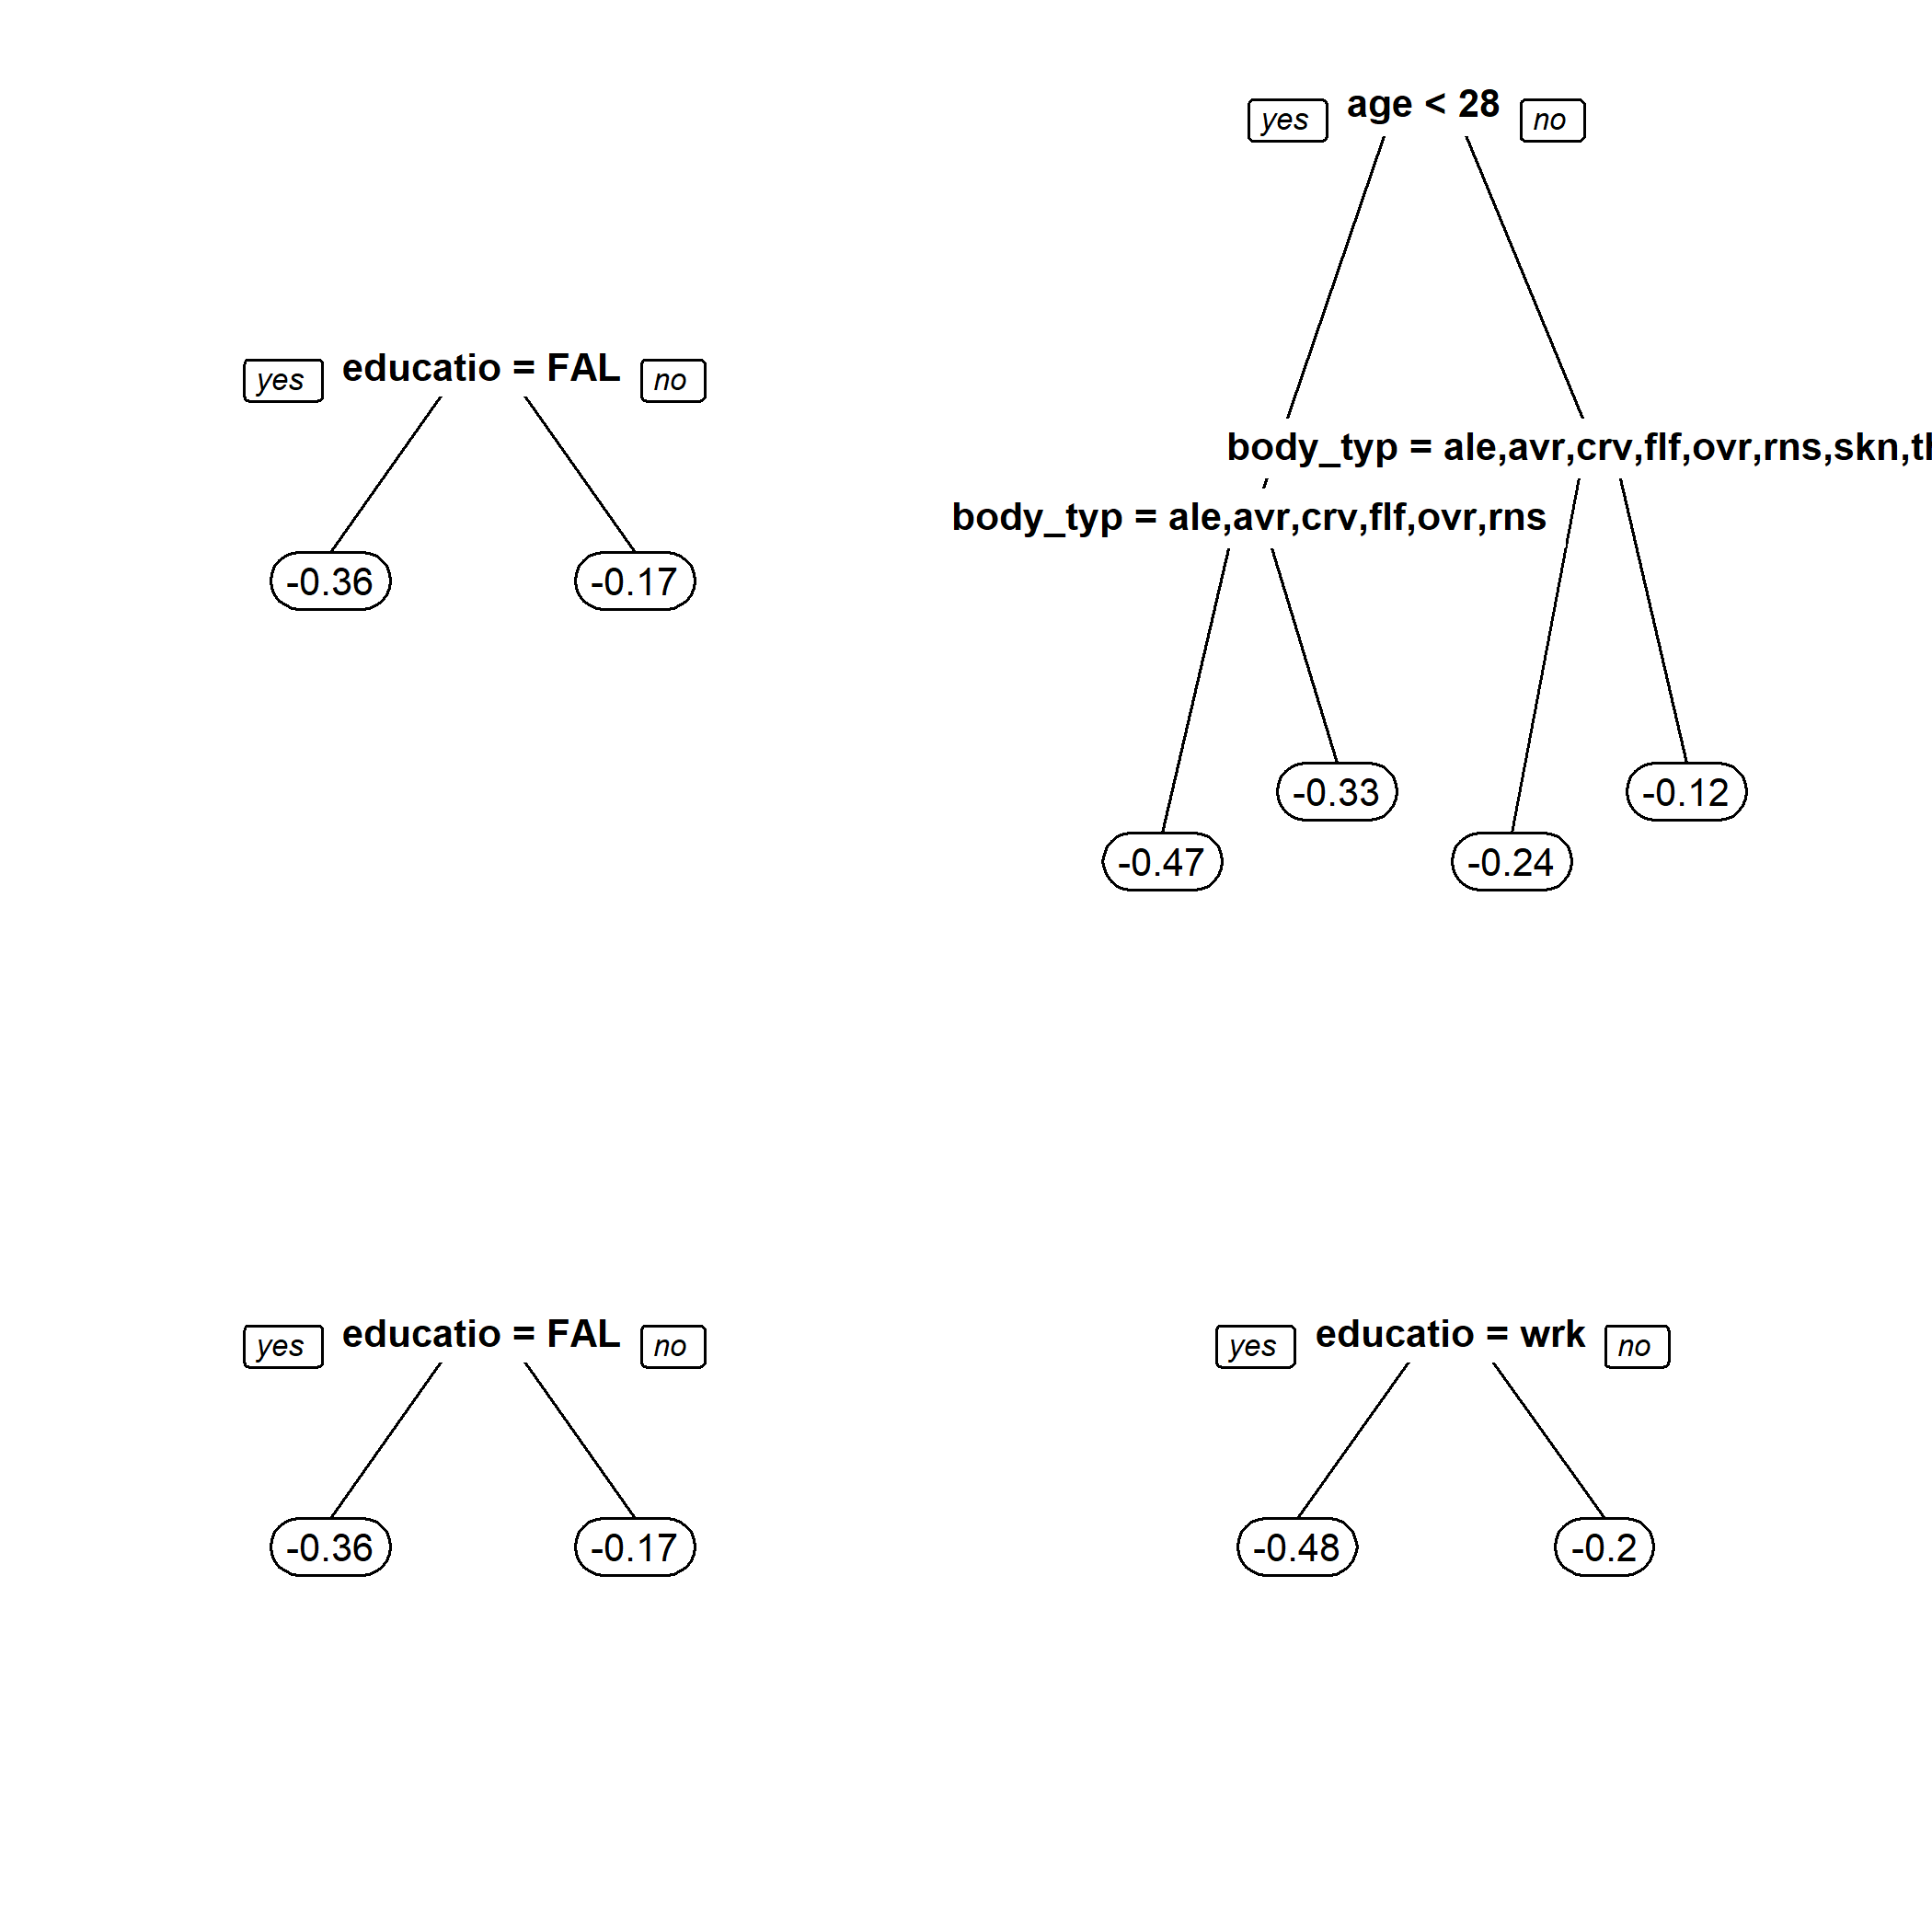 yes age < 28 no
yes educatio = FAL no
body_typ = ale,avr,crv,flf,ovr,rns,skn,th
body_typ = ale,avr,crv,flf,ovr,rns
-0.36 -0.17
-0.33 -0.12
-0.47 -0.24
yes educatio = FAL no yes educatio = wrk no
-0.36 -0.17 -0.48 -0.2